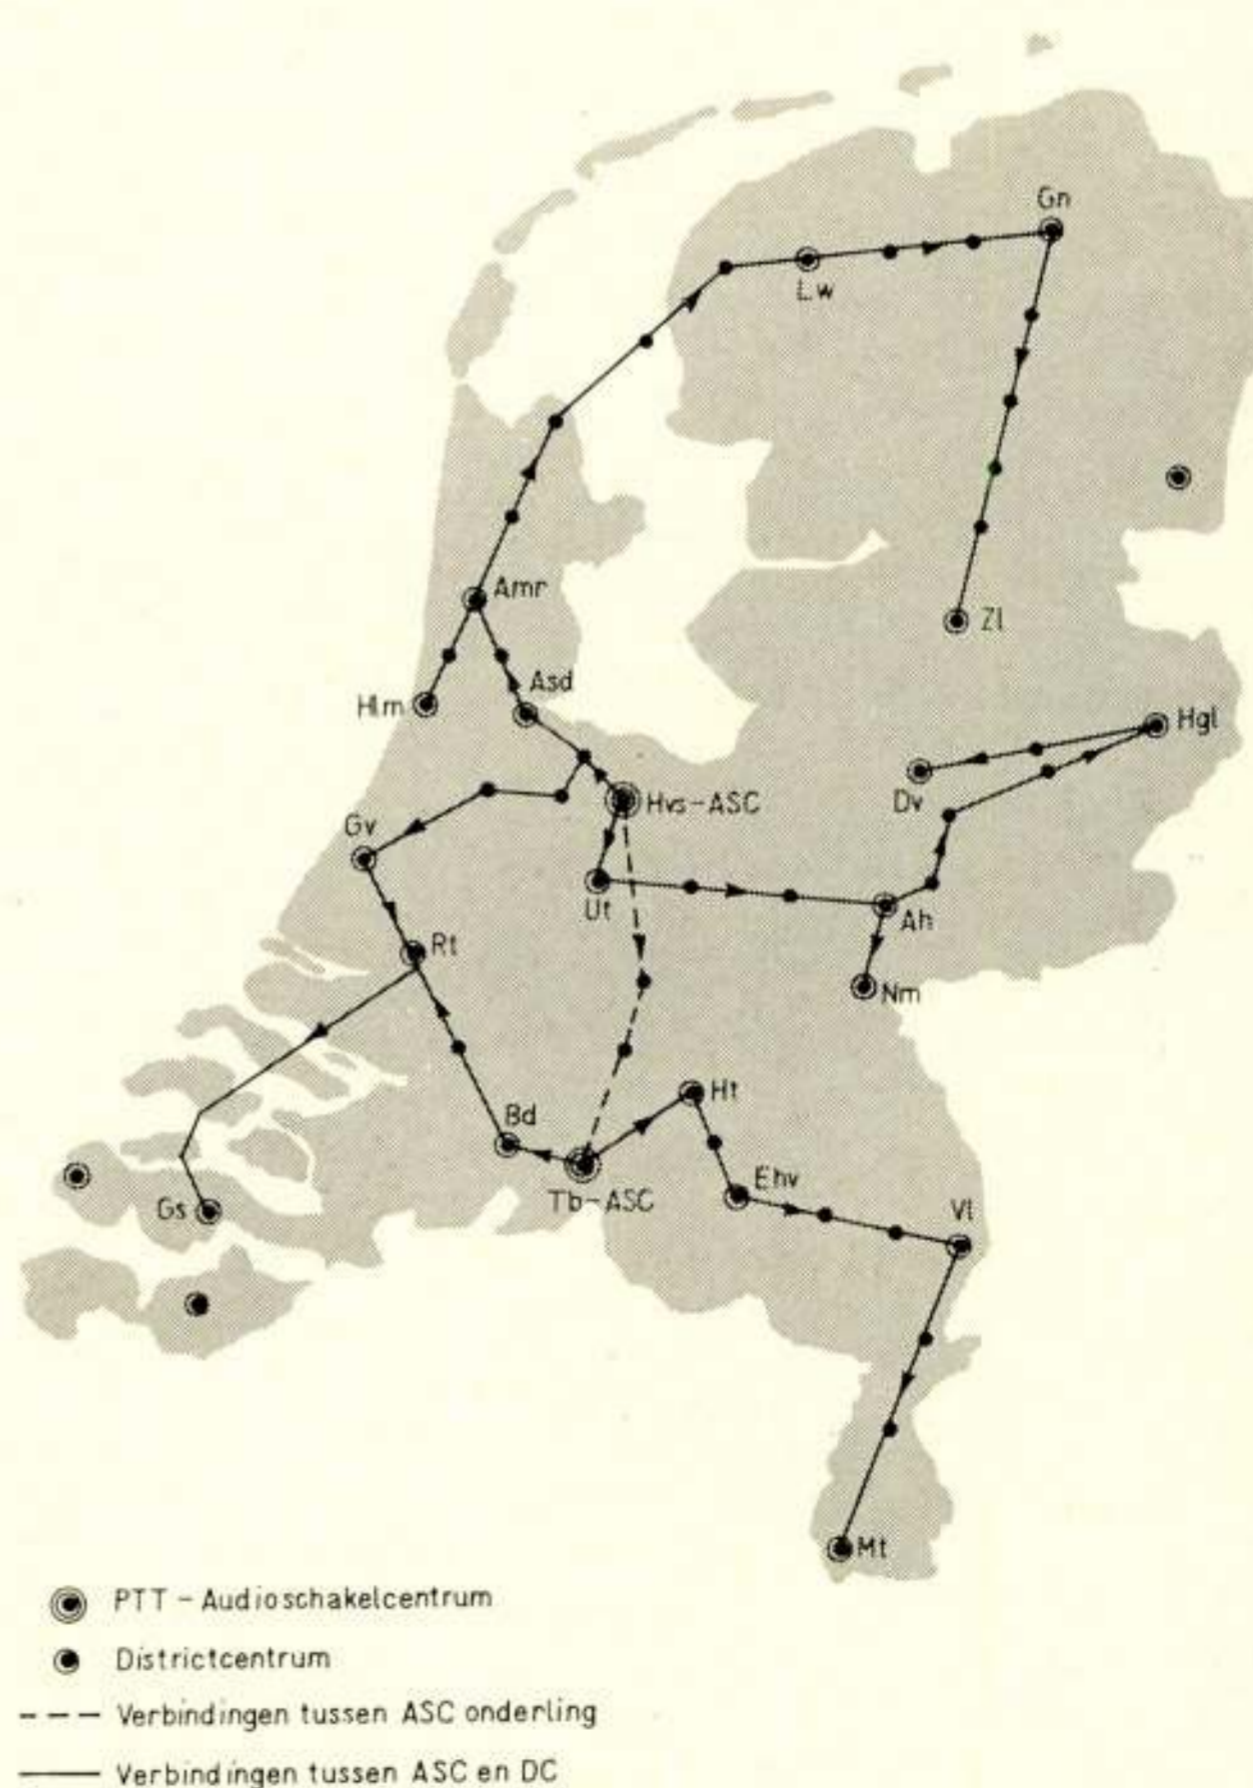 Gn
Lw
Amr
Zl
Asd
Hlm
Hgl
Dv
Hvs-ASC
Gv
Ut
Ah
Rt
Nm
Ht
Bd
Ehv
Tb-ASC
Vl
Gs
Mt
PTT - Audioschakelcentrum
Districtcentrum
Verbindingen tussen ASC onderling
Verbindingen tussen ASC en DC